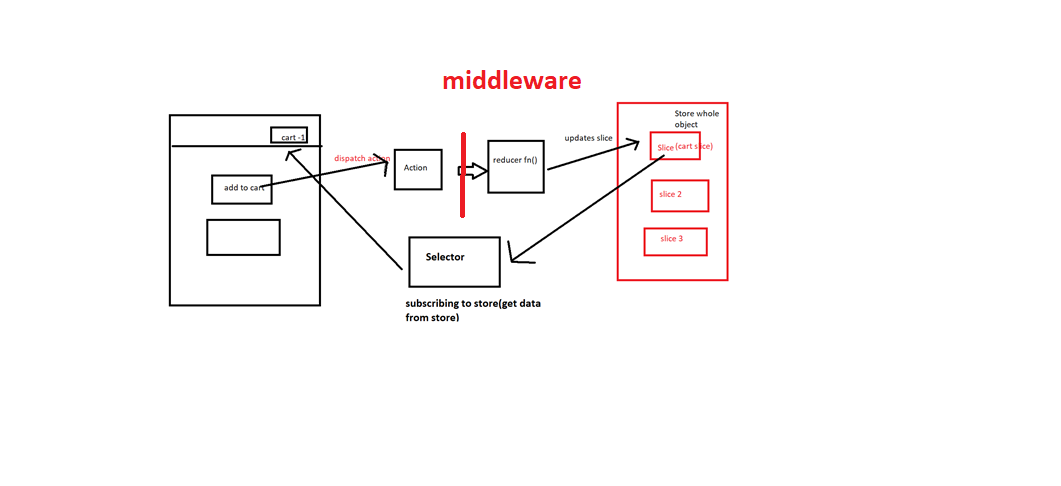 middleware
Store whole
object
cart -1
updates slice
Slice (cart slice)
dispatch action
reducer fn()
Action
add to cart
slice 2
slice 3
Selector
subscribing to store(get data
from store)